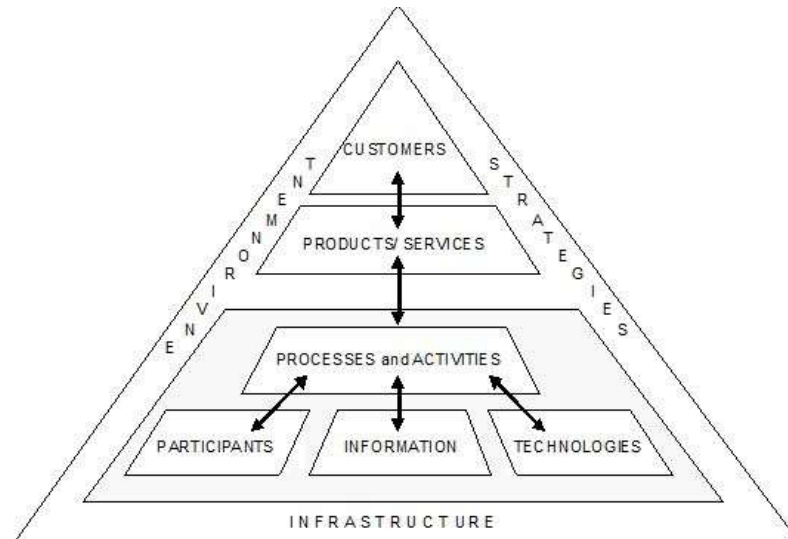 CUSTOMERS
ENVIRONMENT
STRATEGIES
PRODUCTS/ SERVICES
PROCESSES and ACTIVITIES
PARTICIPANTS
INFORMATION
TECHNOLOGIES
INFRASTRUCTURE